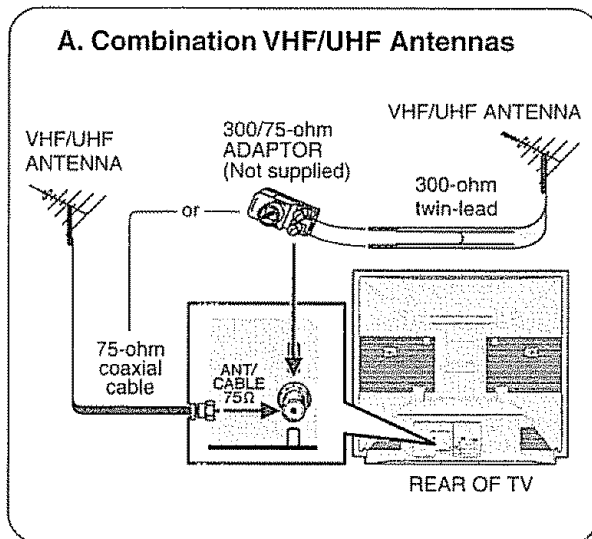 A. Combination VHF/UHF Antennas
VHF/UHF
ANTENNA
300/75-ohm
ADAPTOR
(Not supplied)
VHF/UHF ANTENNA
or
300-ohm
twin-lead
75-ohm
coaxial
cable
ANT/
CABLE
75Ω
REAR OF TV